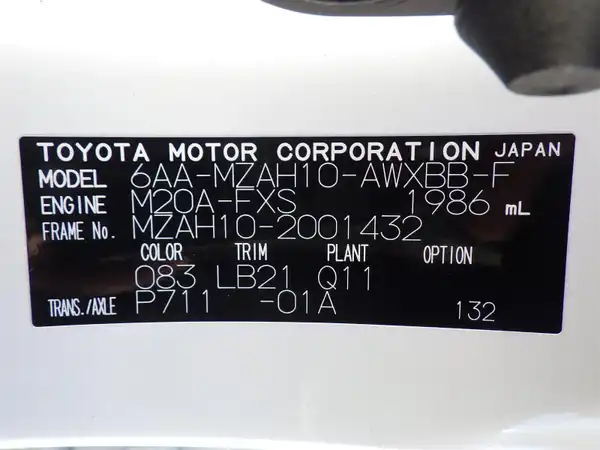 TOYOTA MOTOR CORPORATION JAPAN
MODEL 6AA-MZAH10-AWXBB-F
ENGINE M20A-FXS 1986 mL
FRAME No. MZAH10-2001432
COLOR TRIM PLANT OPTION
083 LB21 Q11
TRANS./AXLE P711 -01A 132